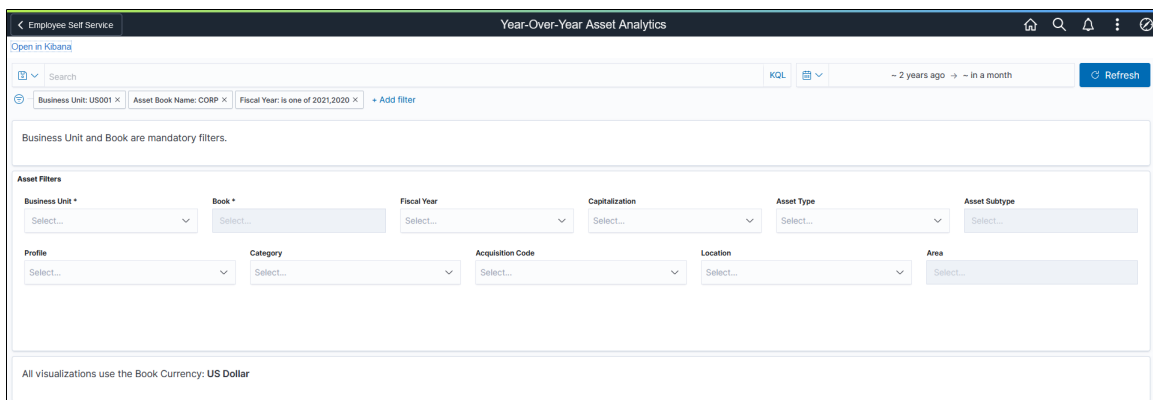 Employee Self Service
Year-Over-Year Asset Analytics
Open in Kibana
Search
KQL
~ 2 years ago → ~ in a month
Refresh
Business Unit: US001 ×
Asset Book Name: CORP ×
Fiscal Year: is one of 2021,2020 ×
+ Add filter
Business Unit and Book are mandatory filters.
Asset Filters
Business Unit *
Book *
Fiscal Year
Capitalization
Asset Type
Asset Subtype
Select...
Select...
Select...
Select...
Select...
Select...
Profile
Category
Acquisition Code
Location
Area
Select...
Select...
Select...
Select...
Select...
All visualizations use the Book Currency: US Dollar